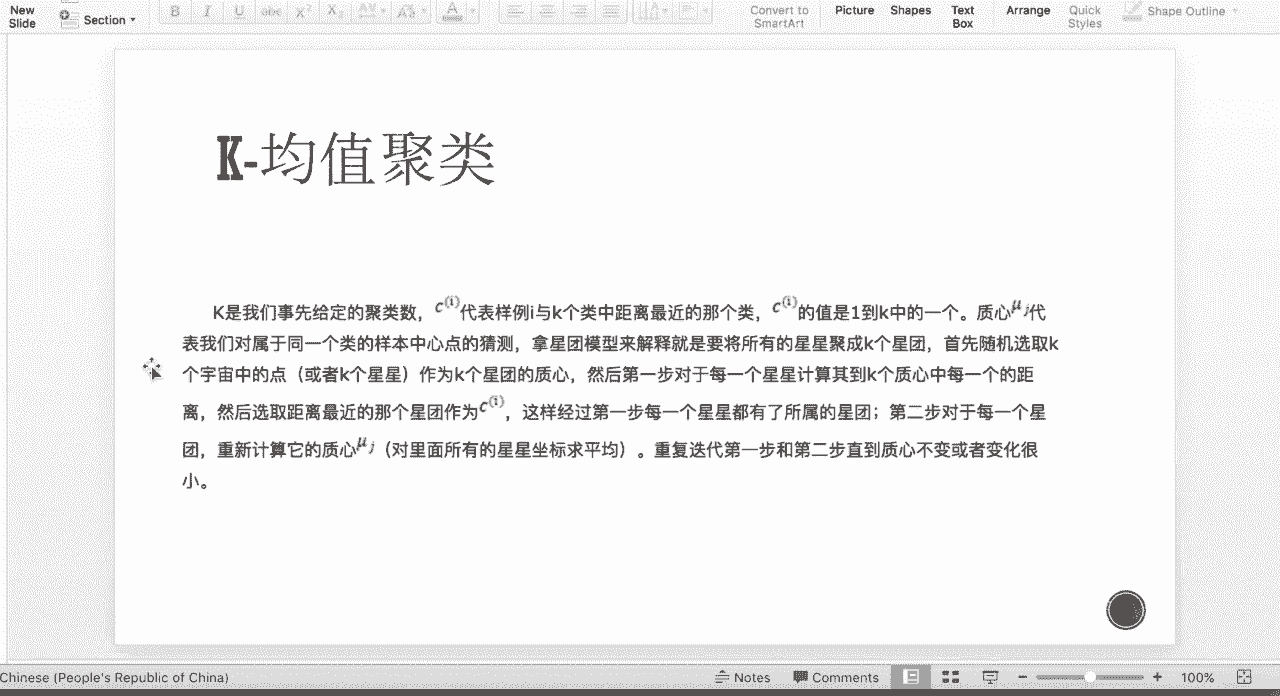 New
Slide
Section
B I U abc X² X₂ AV Aa A
Convert to
SmartArt
Picture
Shapes
Text
Box
Arrange
Quick
Styles
Shape Outline
K-均值聚类
K是我们事先给定的聚类数，c⁽ⁱ⁾代表样例i与k个类中距离最近的那个类，c⁽ⁱ⁾的值是1到k中的一个。质心μⱼ代
表我们对属于同一个类的样本中心点的猜测，拿星团模型来解释就是要将所有的星星聚成k个星团，首先随机选取k
个宇宙中的点（或者k个星星）作为k个星团的质心，然后第一步对于每一个星星计算其到k个质心中每一个的距
离，然后选取距离最近的那个星团作为c⁽ⁱ⁾，这样经过第一步每一个星星都有了所属的星团；第二步对于每一个星
团，重新计算它的质心μⱼ（对里面所有的星星坐标求平均）。重复迭代第一步和第二步直到质心不变或者变化很
小。
Chinese (People's Republic of China)
Notes
Comments
100%